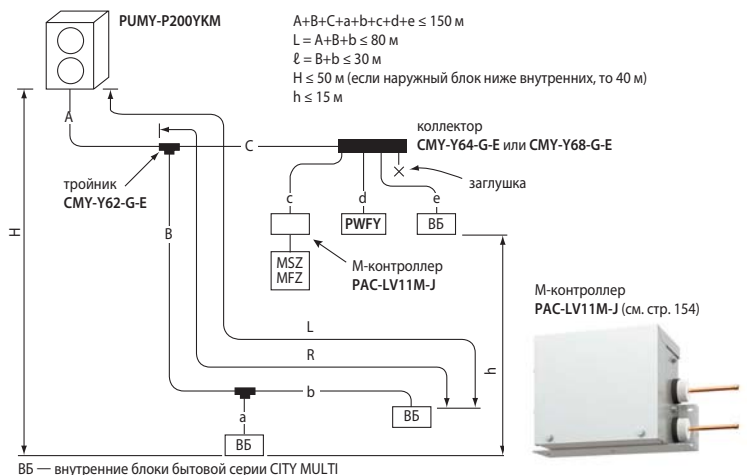 PUMY-P200YKM
A+B+C+a+b+c+d+e ≤ 150 м
L = A+B+b ≤ 80 м
ℓ = B+b ≤ 30 м
H ≤ 50 м (если наружный блок ниже внутренних, то 40 м)
h ≤ 15 м
A
C
коллектор
CMY-Y64-G-E или CMY-Y68-G-E
тройник
CMY-Y62-G-E
заглушка
c
d
e
B
H
PWFY
ВБ
MSZ
MFZ
М-контроллер
PAC-LV11M-J
М-контроллер
PAC-LV11M-J (см. стр. 154)
L
R
h
b
a
ВБ
ВБ
ВБ — внутренние блоки бытовой серии CITY MULTI